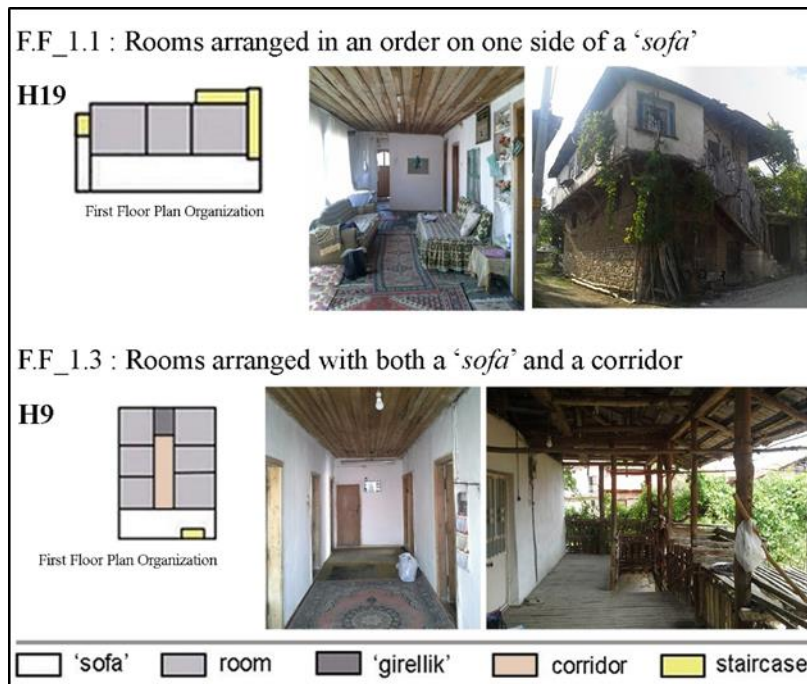 F.F_1.1 : Rooms arranged in an order on one side of a ‘sofa’
H19
First Floor Plan Organization
F.F_1.3 : Rooms arranged with both a ‘sofa’ and a corridor
H9
First Floor Plan Organization
‘sofa’ room ‘girellik’ corridor staircase